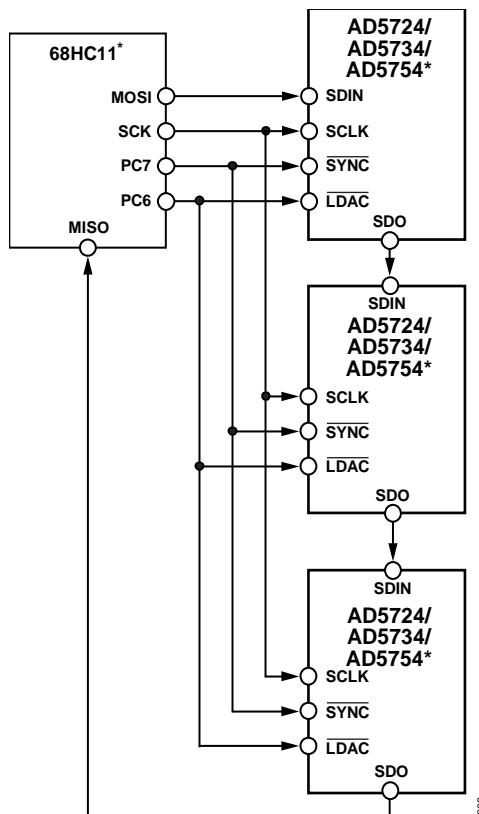 68HC11*
MOSI
SCK
PC7
PC6
MISO
AD5724/
AD5734/
AD5754*
SDIN
SCLK
SYNC
LDAC
SDO
SDIN
AD5724/
AD5734/
AD5754*
SCLK
SYNC
LDAC
SDO
SDIN
AD5724/
AD5734/
AD5754*
SCLK
SYNC
LDAC
SDO